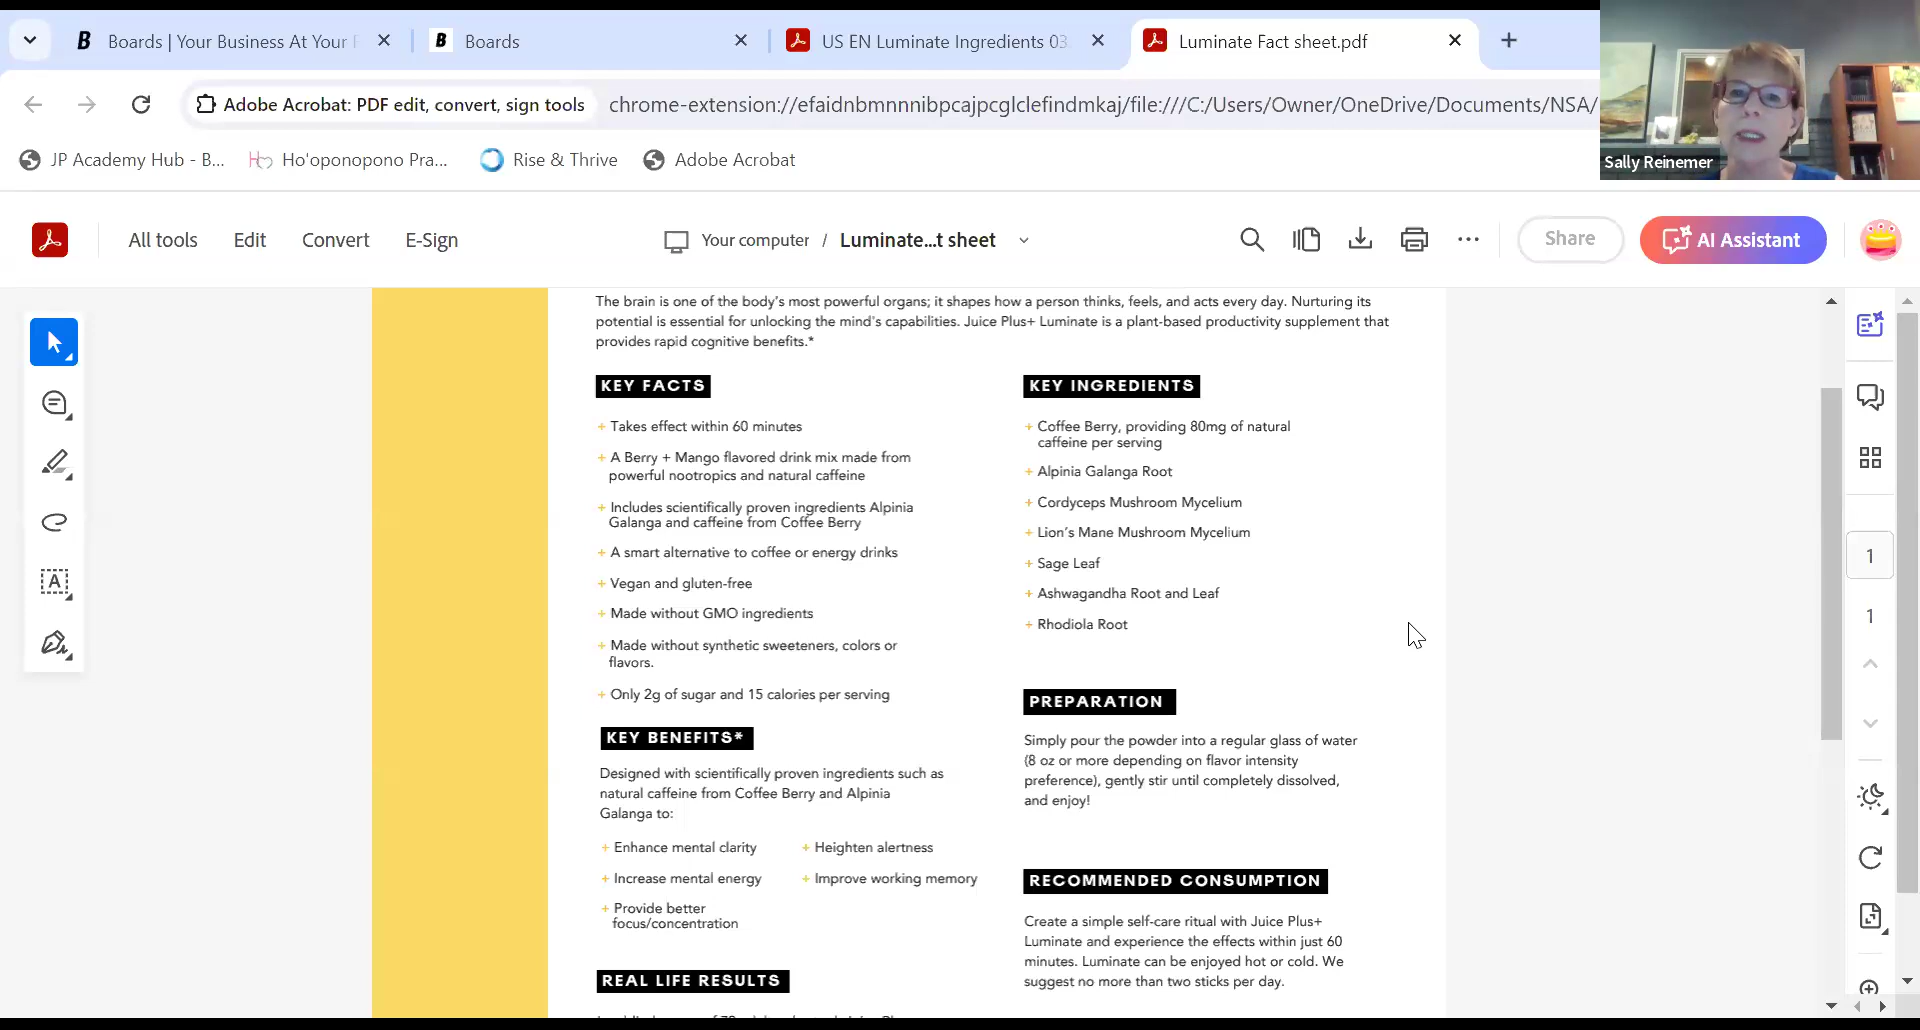 Boards | Your Business At Your F
Boards
US EN Luminate Ingredients 03
Luminate Fact sheet.pdf
Adobe Acrobat: PDF edit, convert, sign tools
chrome-extension://efaidnbmnnnibpcajpcglclefindmkaj/file:///C:/Users/Owner/OneDrive/Documents/NSA/
JP Academy Hub - B...
Ho'oponopono Pra...
Rise & Thrive
Adobe Acrobat
Sally Reinemer
All tools
Edit
Convert
E-Sign
Your computer / Luminate...t sheet
Share
AI Assistant
The brain is one of the body's most powerful organs; it shapes how a person thinks, feels, and acts every day. Nurturing its
potential is essential for unlocking the mind's capabilities. Juice Plus+ Luminate is a plant-based productivity supplement that
provides rapid cognitive benefits.*
KEY FACTS
+ Takes effect within 60 minutes
+ A Berry + Mango flavored drink mix made from
powerful nootropics and natural caffeine
+ Includes scientifically proven ingredients Alpinia
Galanga and caffeine from Coffee Berry
+ A smart alternative to coffee or energy drinks
+ Vegan and gluten-free
+ Made without GMO ingredients
+ Made without synthetic sweeteners, colors or
flavors.
+ Only 2g of sugar and 15 calories per serving
KEY BENEFITS*
Designed with scientifically proven ingredients such as
natural caffeine from Coffee Berry and Alpinia
Galanga to:
+ Enhance mental clarity
+ Heighten alertness
+ Increase mental energy
+ Improve working memory
+ Provide better
focus/concentration
REAL LIFE RESULTS
KEY INGREDIENTS
+ Coffee Berry, providing 80mg of natural
caffeine per serving
+ Alpinia Galanga Root
+ Cordyceps Mushroom Mycelium
+ Lion's Mane Mushroom Mycelium
+ Sage Leaf
+ Ashwagandha Root and Leaf
+ Rhodiola Root
PREPARATION
Simply pour the powder into a regular glass of water
(8 oz or more depending on flavor intensity
preference), gently stir until completely dissolved,
and enjoy!
RECOMMENDED CONSUMPTION
Create a simple self-care ritual with Juice Plus+
Luminate and experience the effects within just 60
minutes. Luminate can be enjoyed hot or cold. We
suggest no more than two sticks per day.
1
1